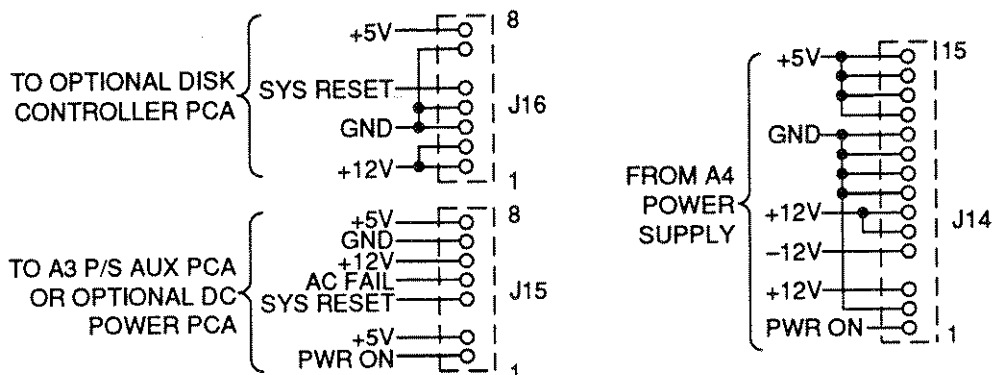 TO OPTIONAL DISK
CONTROLLER PCA
+5V
SYS RESET
GND
+12V
8
J16
1
TO A3 P/S AUX PCA
OR OPTIONAL DC
POWER PCA
+5V
GND
+12V
AC FAIL
SYS RESET
+5V
PWR ON
8
J15
1
FROM A4
POWER
SUPPLY
+5V
GND
+12V
-12V
+12V
PWR ON
15
J14
1